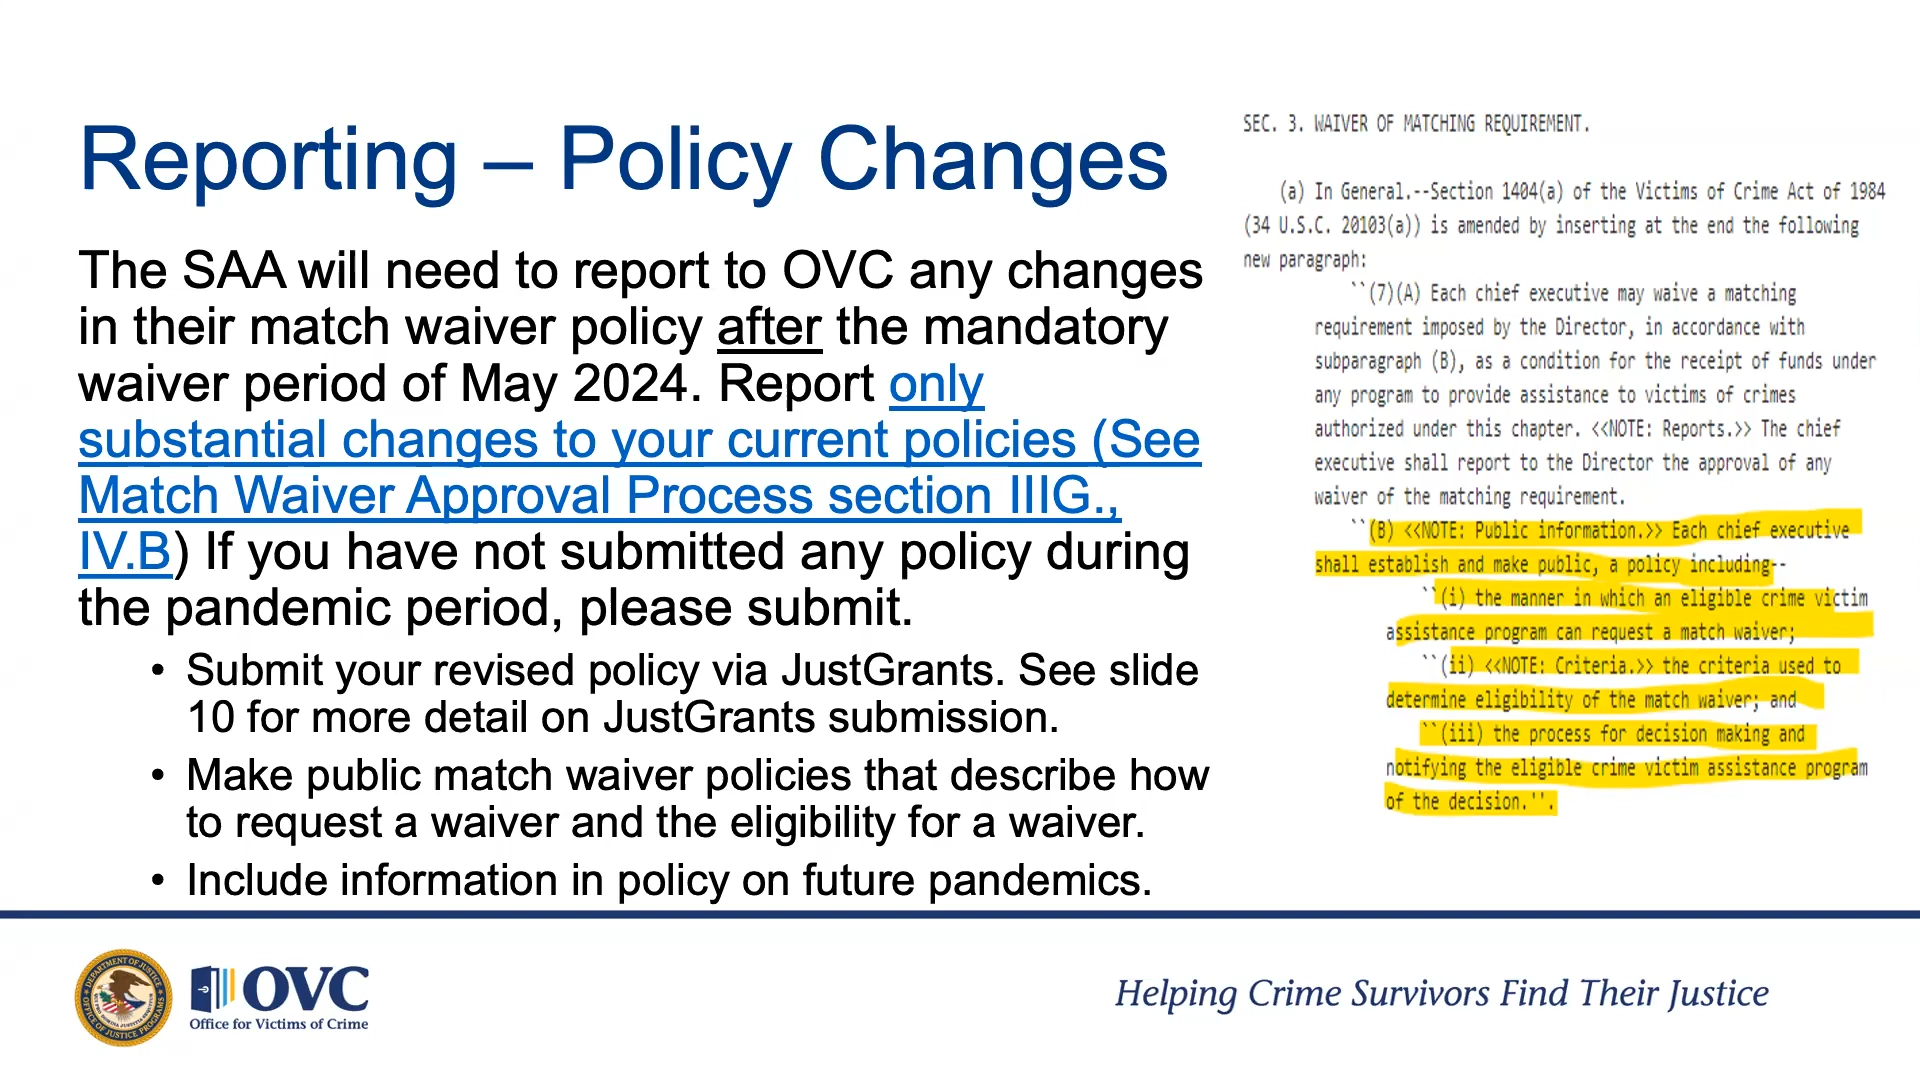 Reporting – Policy Changes
The SAA will need to report to OVC any changes
in their match waiver policy after the mandatory
waiver period of May 2024. Report only
substantial changes to your current policies (See
Match Waiver Approval Process section IIIG.,
IV.B) If you have not submitted any policy during
the pandemic period, please submit.
• Submit your revised policy via JustGrants. See slide
10 for more detail on JustGrants submission.
• Make public match waiver policies that describe how
to request a waiver and the eligibility for a waiver.
• Include information in policy on future pandemics.
SEC. 3. WAIVER OF MATCHING REQUIREMENT.
(a) In General.--Section 1404(a) of the Victims of Crime Act of 1984
(34 U.S.C. 20103(a)) is amended by inserting at the end the following
new paragraph:
``(7)(A) Each chief executive may waive a matching
requirement imposed by the Director, in accordance with
subparagraph (B), as a condition for the receipt of funds under
any program to provide assistance to victims of crimes
authorized under this chapter. <<NOTE: Reports.>> The chief
executive shall report to the Director the approval of any
waiver of the matching requirement.
``(B) <<NOTE: Public information.>> Each chief executive
shall establish and make public, a policy including--
``(i) the manner in which an eligible crime victim
assistance program can request a match waiver;
``(ii) <<NOTE: Criteria.>> the criteria used to
determine eligibility of the match waiver; and
``(iii) the process for decision making and
notifying the eligible crime victim assistance program
of the decision.''.
DEPARTMENT OF JUSTICE
OFFICE OF JUSTICE PROGRAMS
OVC
Office for Victims of Crime
Helping Crime Survivors Find Their Justice